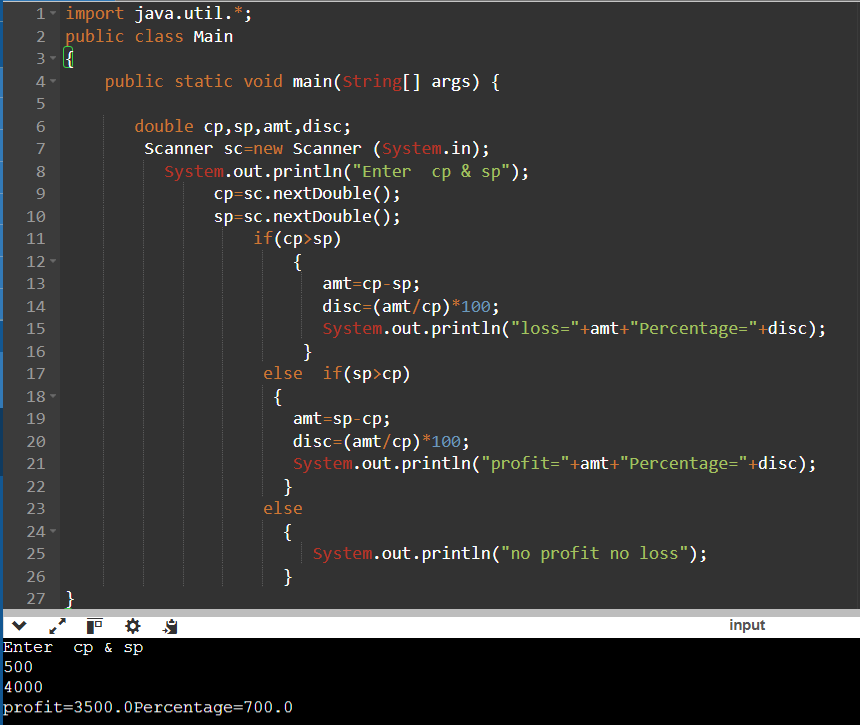 1 import java.util.*;
2 public class Main
3 {
4 public static void main(String[] args) {
5
6 double cp,sp,amt,disc;
7 Scanner sc=new Scanner (System.in);
8 System.out.println("Enter  cp & sp");
9 cp=sc.nextDouble();
10 sp=sc.nextDouble();
11 if(cp>sp)
12 {
13 amt=cp-sp;
14 disc=(amt/cp)*100;
15 System.out.println("loss="+amt+"Percentage="+disc);
16 }
17 else  if(sp>cp)
18 {
19 amt=sp-cp;
20 disc=(amt/cp)*100;
21 System.out.println("profit="+amt+"Percentage="+disc);
22 }
23 else
24 {
25 System.out.println("no profit no loss");
26 }
27 }
input
Enter  cp & sp
500
4000
profit=3500.0Percentage=700.0